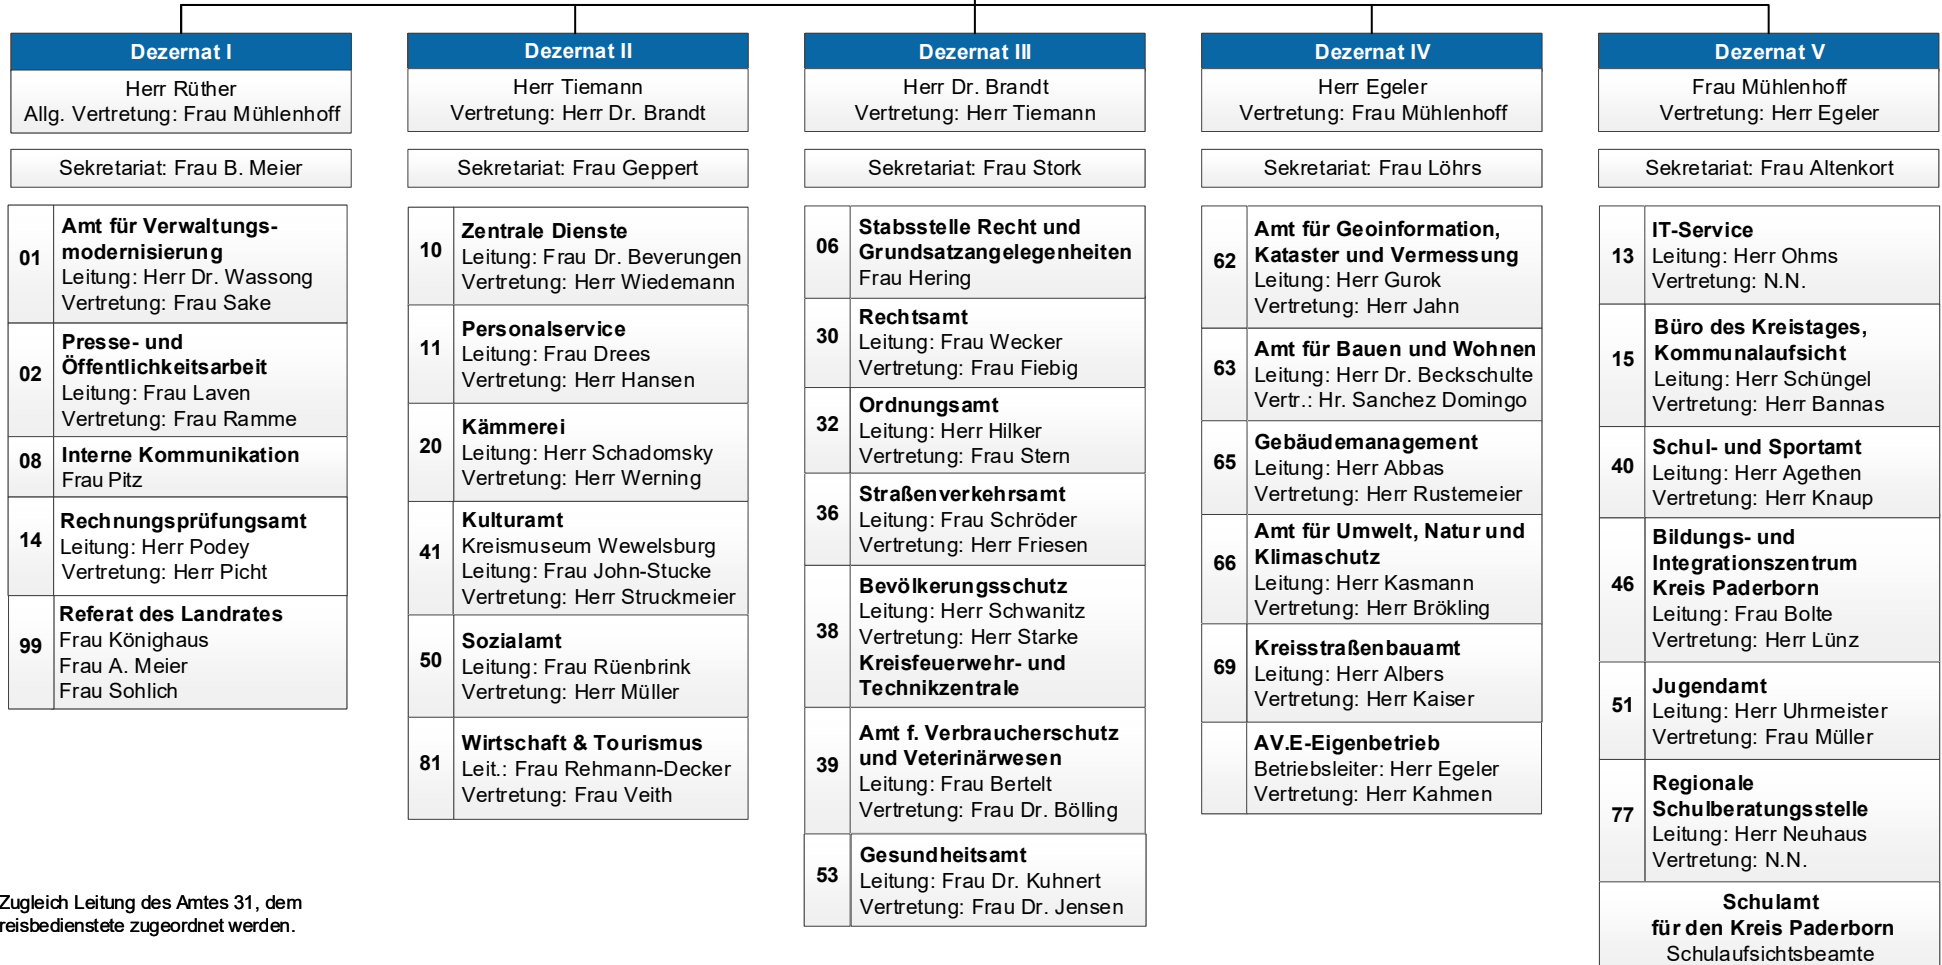 Dezernat I
Herr Rüther
Allg. Vertretung: Frau Mühlenhoff
Sekretariat: Frau B. Meier
01
Amt für Verwaltungs-
modernisierung
Leitung: Herr Dr. Wassong
Vertretung: Frau Sake
02
Presse- und
Öffentlichkeitsarbeit
Leitung: Frau Laven
Vertretung: Frau Ramme
08
Interne Kommunikation
Frau Pitz
14
Rechnungsprüfungsamt
Leitung: Herr Podey
Vertretung: Herr Picht
99
Referat des Landrates
Frau Könighaus
Frau A. Meier
Frau Sohlich
Zugleich Leitung des Amtes 31, dem
reisbedienstete zugeordnet werden.
Dezernat II
Herr Tiemann
Vertretung: Herr Dr. Brandt
Sekretariat: Frau Geppert
10
Zentrale Dienste
Leitung: Frau Dr. Beverungen
Vertretung: Herr Wiedemann
11
Personalservice
Leitung: Frau Drees
Vertretung: Herr Hansen
20
Kämmerei
Leitung: Herr Schadomsky
Vertretung: Herr Werning
41
Kulturamt
Kreismuseum Wewelsburg
Leitung: Frau John-Stucke
Vertretung: Herr Struckmeier
50
Sozialamt
Leitung: Frau Rüenbrink
Vertretung: Herr Müller
81
Wirtschaft & Tourismus
Leit.: Frau Rehmann-Decker
Vertretung: Frau Veith
Dezernat III
Herr Dr. Brandt
Vertretung: Herr Tiemann
Sekretariat: Frau Stork
06
Stabsstelle Recht und
Grundsatzangelegenheiten
Frau Hering
30
Rechtsamt
Leitung: Frau Wecker
Vertretung: Frau Fiebig
32
Ordnungsamt
Leitung: Herr Hilker
Vertretung: Frau Stern
36
Straßenverkehrsamt
Leitung: Frau Schröder
Vertretung: Herr Friesen
38
Bevölkerungsschutz
Leitung: Herr Schwanitz
Vertretung: Herr Starke
Kreisfeuerwehr- und
Technikzentrale
39
Amt f. Verbraucherschutz
und Veterinärwesen
Leitung: Frau Bertelt
Vertretung: Frau Dr. Bölling
53
Gesundheitsamt
Leitung: Frau Dr. Kuhnert
Vertretung: Frau Dr. Jensen
Dezernat IV
Herr Egeler
Vertretung: Frau Mühlenhoff
Sekretariat: Frau Löhrs
62
Amt für Geoinformation,
Kataster und Vermessung
Leitung: Herr Gurok
Vertretung: Herr Jahn
63
Amt für Bauen und Wohnen
Leitung: Herr Dr. Beckschulte
Vertr.: Hr. Sanchez Domingo
65
Gebäudemanagement
Leitung: Herr Abbas
Vertretung: Herr Rustemeier
66
Amt für Umwelt, Natur und
Klimaschutz
Leitung: Herr Kasmann
Vertretung: Herr Brökling
69
Kreisstraßenbauamt
Leitung: Herr Albers
Vertretung: Herr Kaiser
AV.E-Eigenbetrieb
Betriebsleiter: Herr Egeler
Vertretung: Herr Kahmen
Dezernat V
Frau Mühlenhoff
Vertretung: Herr Egeler
Sekretariat: Frau Altenkort
13
IT-Service
Leitung: Herr Ohms
Vertretung: N.N.
15
Büro des Kreistages,
Kommunalaufsicht
Leitung: Herr Schüngel
Vertretung: Herr Bannas
40
Schul- und Sportamt
Leitung: Herr Agethen
Vertretung: Herr Knaup
46
Bildungs- und
Integrationszentrum
Kreis Paderborn
Leitung: Frau Bolte
Vertretung: Herr Lünz
51
Jugendamt
Leitung: Herr Uhrmeister
Vertretung: Frau Müller
77
Regionale
Schulberatungsstelle
Leitung: Herr Neuhaus
Vertretung: N.N.
Schulamt
für den Kreis Paderborn
Schulaufsichtsbeamte